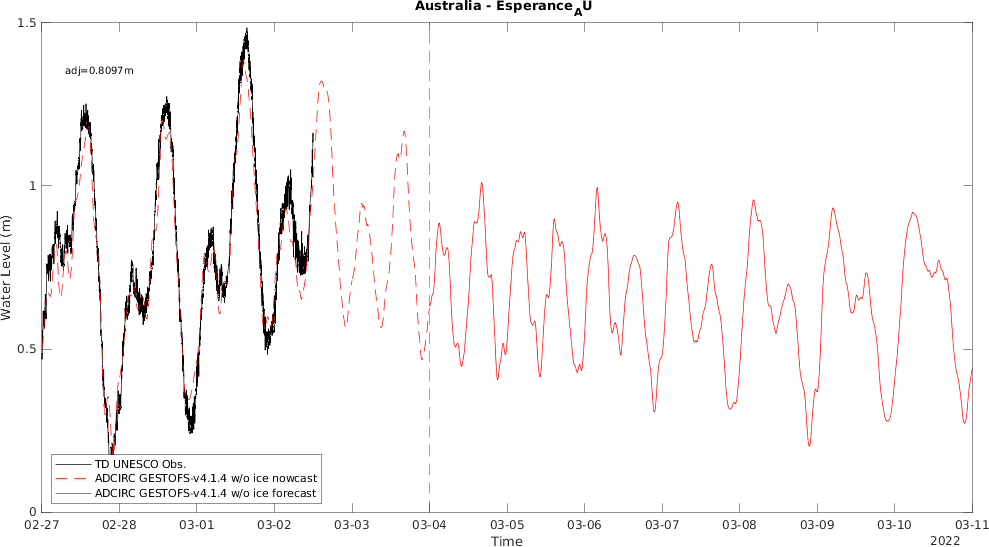 Australia - Esperance_AU
1.5
adj=0.8097m
1
Water Level (m)
0.5
TD UNESCO Obs.
ADCIRC GESTOFS-v4.1.4 w/o ice nowcast
ADCIRC GESTOFS-v4.1.4 w/o ice forecast
0
02-27 02-28 03-01 03-02 03-03 03-04 03-05 03-06 03-07 03-08 03-09 03-10 03-11
Time
2022